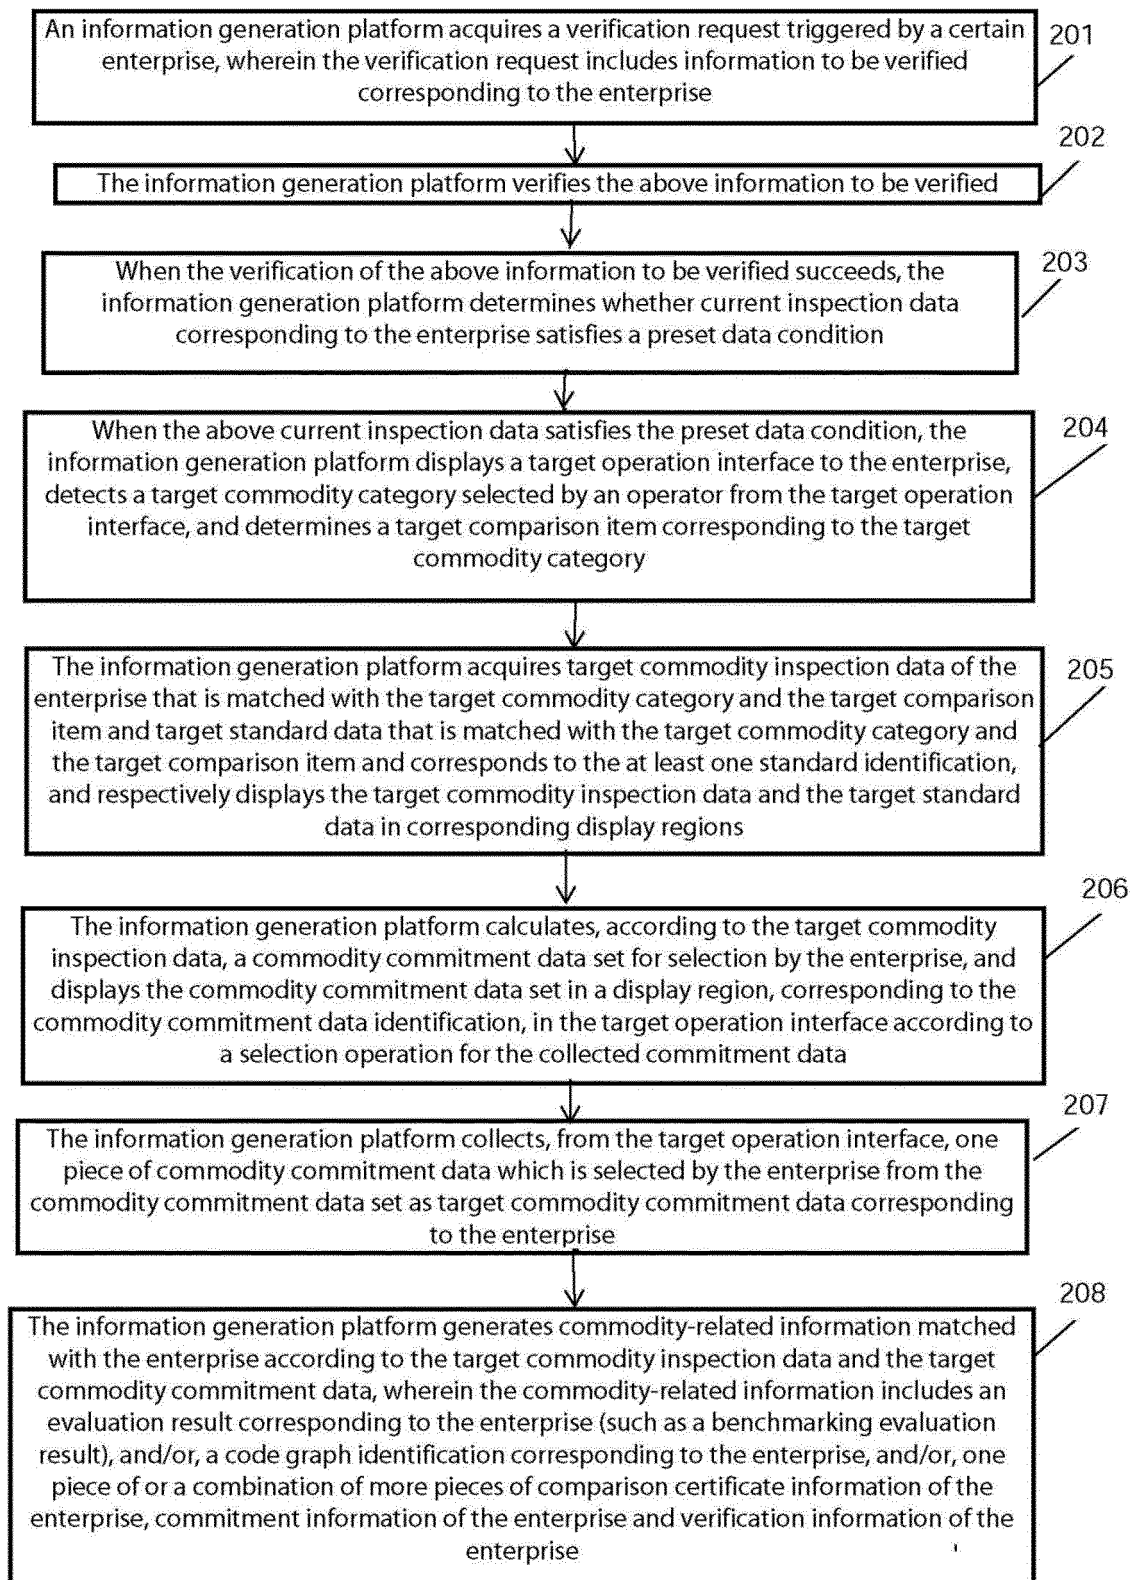 An information generation platform acquires a verification request triggered by a certain
enterprise, wherein the verification request includes information to be verified
corresponding to the enterprise
201
The information generation platform verifies the above information to be verified
202
When the verification of the above information to be verified succeeds, the
information generation platform determines whether current inspection data
corresponding to the enterprise satisfies a preset data condition
203
When the above current inspection data satisfies the preset data condition, the
information generation platform displays a target operation interface to the enterprise,
detects a target commodity category selected by an operator from the target operation
interface, and determines a target comparison item corresponding to the target
commodity category
204
The information generation platform acquires target commodity inspection data of the
enterprise that is matched with the target commodity category and the target comparison
item and target standard data that is matched with the target commodity category and
the target comparison item and corresponds to the at least one standard identification,
and respectively displays the target commodity inspection data and the target standard
data in corresponding display regions
205
The information generation platform calculates, according to the target commodity
inspection data, a commodity commitment data set for selection by the enterprise, and
displays the commodity commitment data set in a display region, corresponding to the
commodity commitment data identification, in the target operation interface according to
a selection operation for the collected commitment data
206
The information generation platform collects, from the target operation interface, one
piece of commodity commitment data which is selected by the enterprise from the
commodity commitment data set as target commodity commitment data corresponding
to the enterprise
207
The information generation platform generates commodity-related information matched
with the enterprise according to the target commodity inspection data and the target
commodity commitment data, wherein the commodity-related information includes an
evaluation result corresponding to the enterprise (such as a benchmarking evaluation
result), and/or, a code graph identification corresponding to the enterprise, and/or, one
piece of or a combination of more pieces of comparison certificate information of the
enterprise, commitment information of the enterprise and verification information of the
enterprise
208